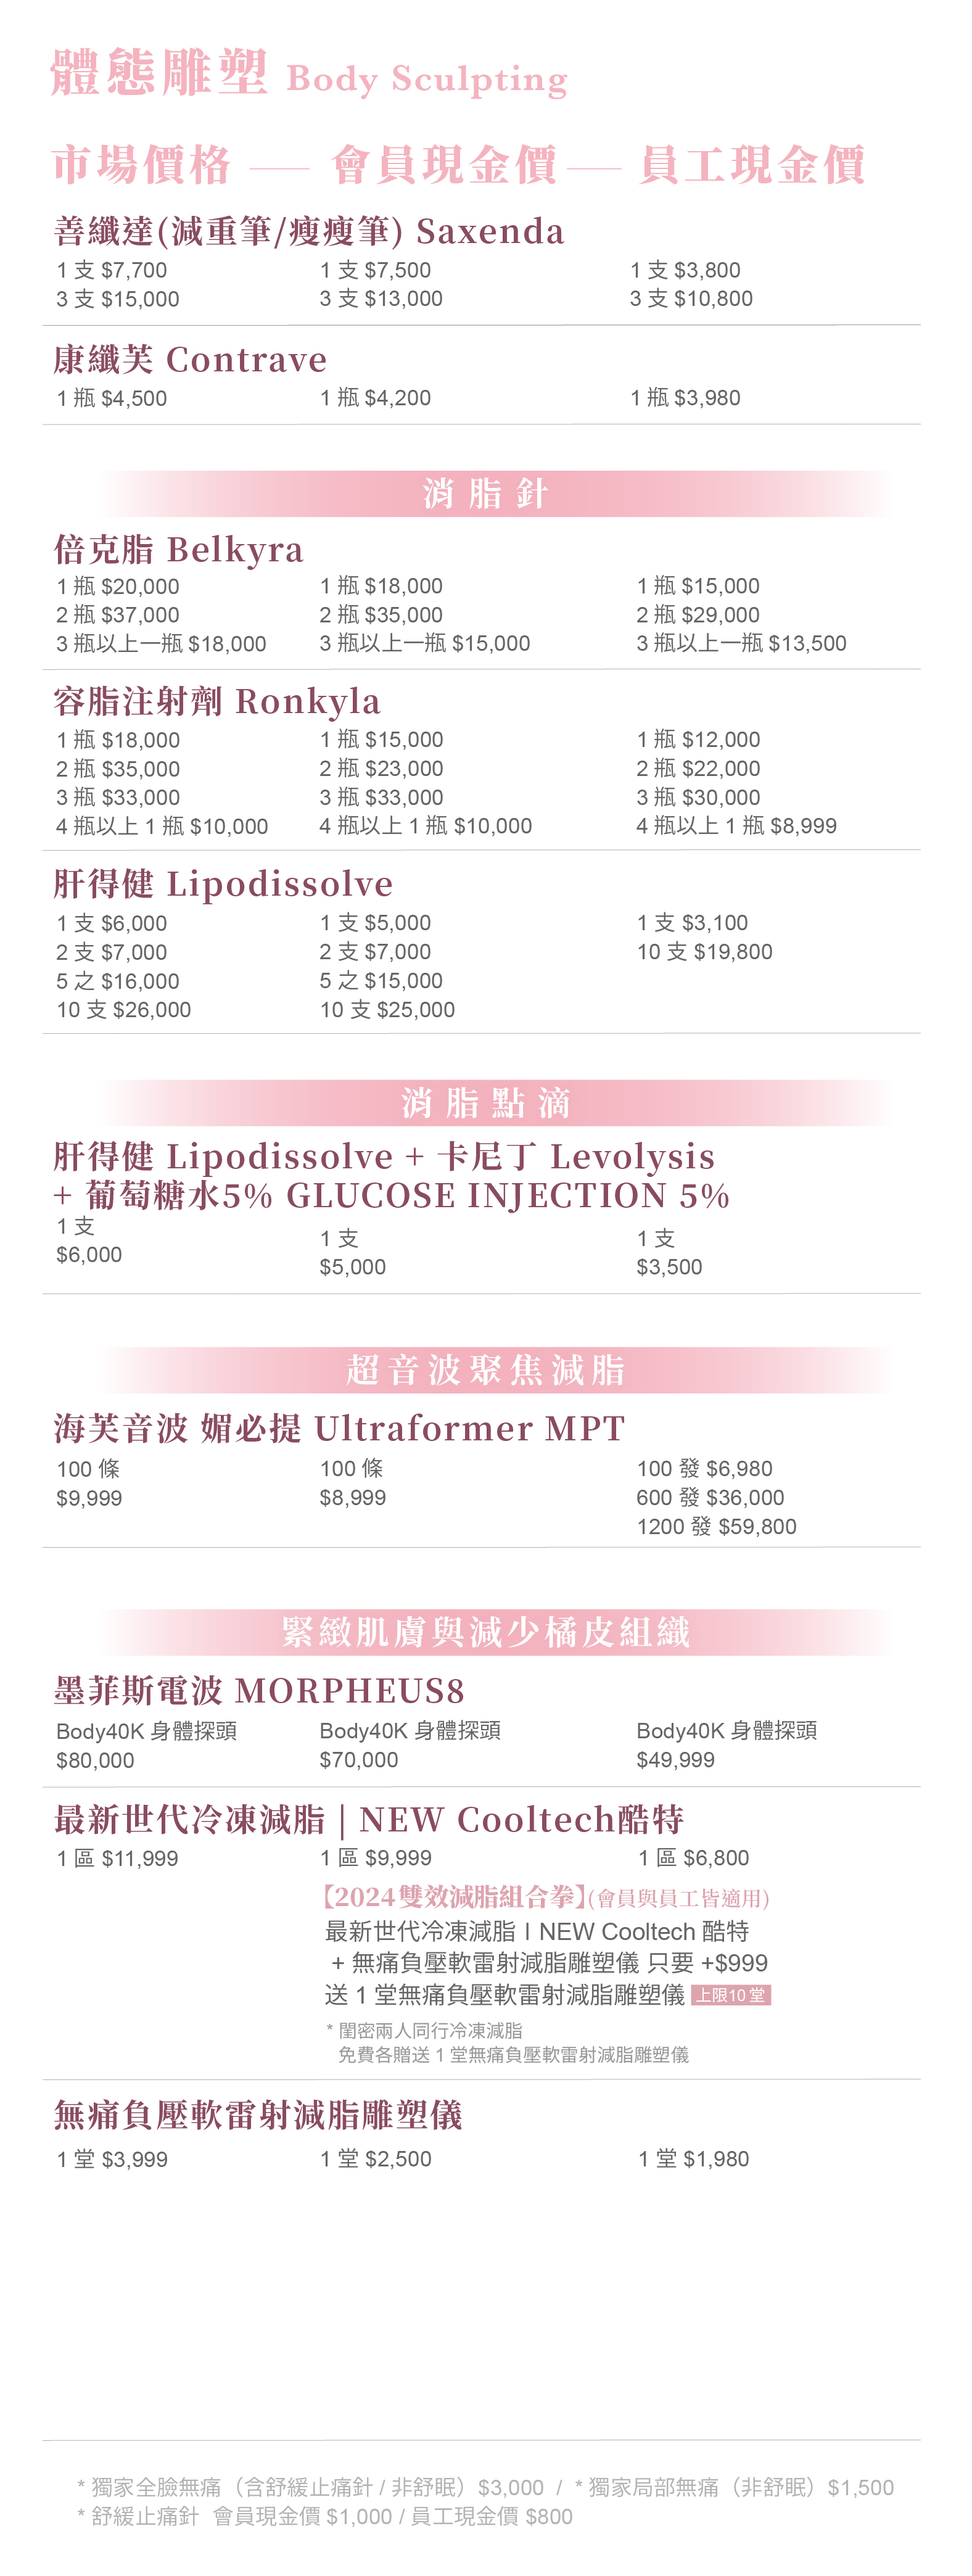 體態雕塑 Body Sculpting
市場價格 —— 會員現金價 —— 員工現金價
善纖達(減重筆/瘦瘦筆) Saxenda
1 支 $7,700 1 支 $7,500 1 支 $3,800
3 支 $15,000 3 支 $13,000 3 支 $10,800
康纖芙 Contrave
1 瓶 $4,500 1 瓶 $4,200 1 瓶 $3,980
消脂針
倍克脂 Belkyra
1 瓶 $20,000 1 瓶 $18,000 1 瓶 $15,000
2 瓶 $37,000 2 瓶 $35,000 2 瓶 $29,000
3 瓶以上一瓶 $18,000 3 瓶以上一瓶 $15,000 3 瓶以上一瓶 $13,500
容脂注射劑 Ronkyla
1 瓶 $18,000 1 瓶 $15,000 1 瓶 $12,000
2 瓶 $35,000 2 瓶 $23,000 2 瓶 $22,000
3 瓶 $33,000 3 瓶 $33,000 3 瓶 $30,000
4 瓶以上 1 瓶 $10,000 4 瓶以上 1 瓶 $10,000 4 瓶以上 1 瓶 $8,999
肝得健 Lipodissolve
1 支 $6,000 1 支 $5,000 1 支 $3,100
2 支 $7,000 2 支 $7,000 10 支 $19,800
5 之 $16,000 5 之 $15,000
10 支 $26,000 10 支 $25,000
消脂點滴
肝得健 Lipodissolve + 卡尼丁 Levolysis
+ 葡萄糖水5% GLUCOSE INJECTION 5%
1 支 1 支 1 支
$6,000 $5,000 $3,500
超音波聚焦減脂
海芙音波 媚必提 Ultraformer MPT
100 條 100 條 100 發 $6,980
$9,999 $8,999 600 發 $36,000
1200 發 $59,800
緊緻肌膚與減少橘皮組織
墨菲斯電波 MORPHEUS8
Body40K 身體探頭 Body40K 身體探頭 Body40K 身體探頭
$80,000 $70,000 $49,999
最新世代冷凍減脂 | NEW Cooltech酷特
1 區 $11,999 1 區 $9,999 1 區 $6,800
【2024雙效減脂組合拳】(會員與員工皆適用)
最新世代冷凍減脂 I NEW Cooltech 酷特
+ 無痛負壓軟雷射減脂雕塑儀 只要 +$999
送 1 堂無痛負壓軟雷射減脂雕塑儀 上限10堂
* 閨密兩人同行冷凍減脂
免費各贈送 1 堂無痛負壓軟雷射減脂雕塑儀
無痛負壓軟雷射減脂雕塑儀
1 堂 $3,999 1 堂 $2,500 1 堂 $1,980
* 獨家全臉無痛（含舒緩止痛針 / 非舒眠）$3,000 / * 獨家局部無痛（非舒眠）$1,500
* 舒緩止痛針 會員現金價 $1,000 / 員工現金價 $800